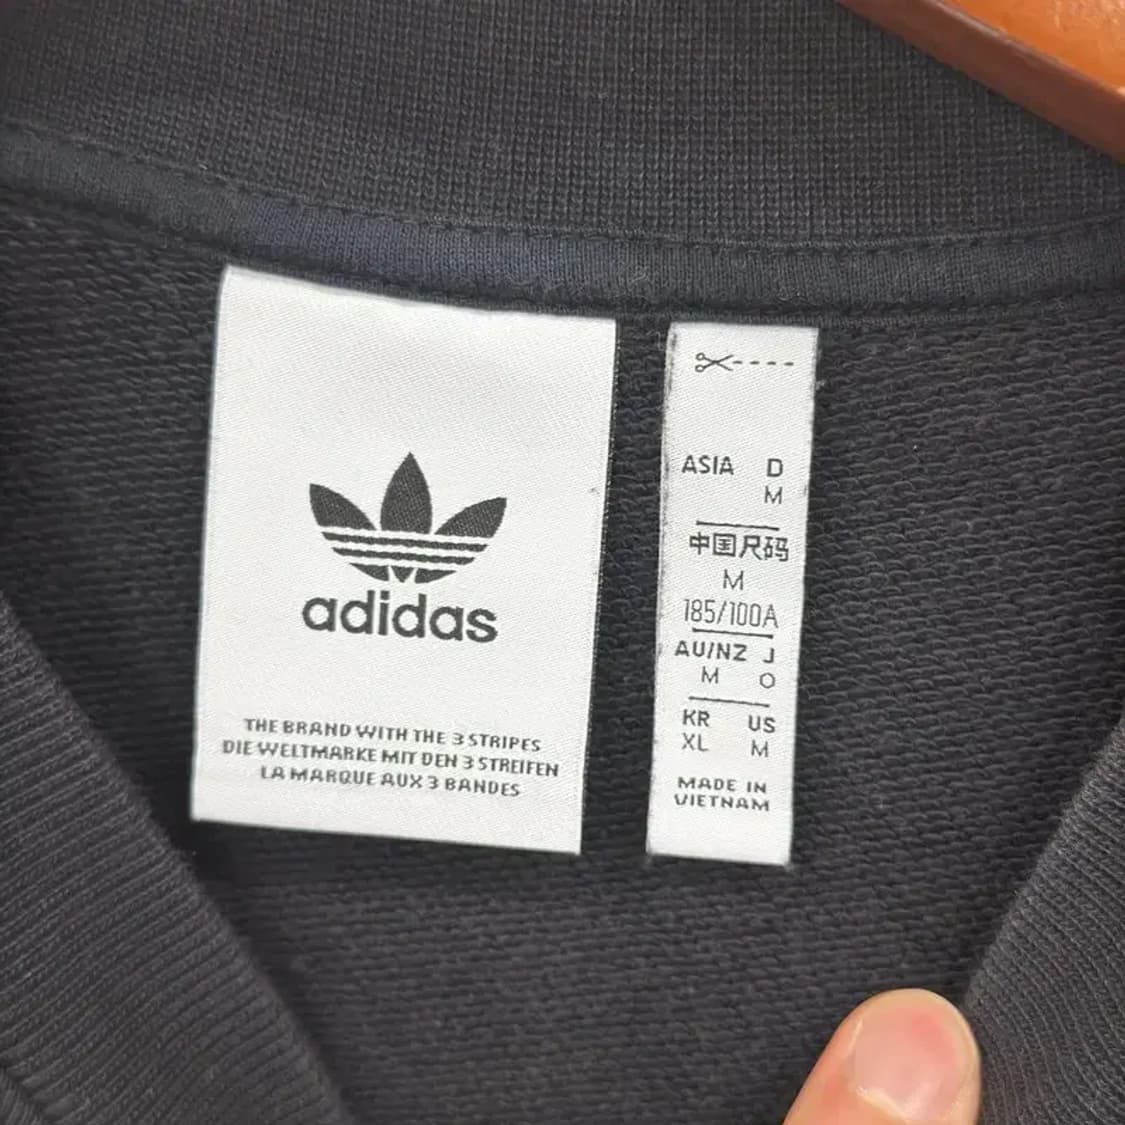 adidas
THE BRAND WITH THE 3 STRIPES
DIE WELTMARKE MIT DEN 3 STREIFEN
LA MARQUE AUX 3 BANDES
ASIA D
M
中国尺码
M
185/100A
AU/NZ J
M O
KR US
XL M
MADE IN
VIETNAM